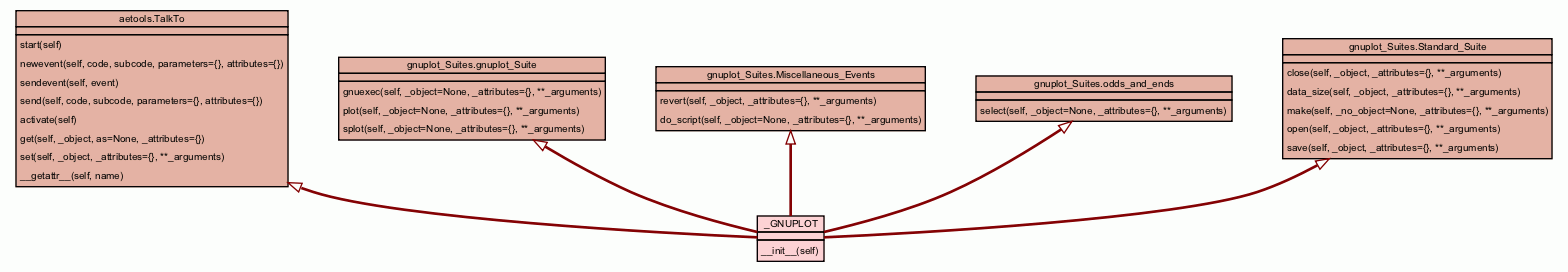 aetools.TalkTo
start(self)
newevent(self, code, subcode, parameters={}, attributes={})
sendevent(self, event)
send(self, code, subcode, parameters={}, attributes={})
activate(self)
get(self, _object, as=None, _attributes={})
set(self, _object, _attributes={}, **_arguments)
__getattr__(self, name)
gnuplot_Suites.gnuplot_Suite
gnuexec(self, _object=None, _attributes={}, **_arguments)
plot(self, _object=None, _attributes={}, **_arguments)
splot(self, _object=None, _attributes={}, **_arguments)
gnuplot_Suites.Miscellaneous_Events
revert(self, _object, _attributes={}, **_arguments)
do_script(self, _object=None, _attributes={}, **_arguments)
gnuplot_Suites.odds_and_ends
select(self, _object=None, _attributes={}, **_arguments)
gnuplot_Suites.Standard_Suite
close(self, _object, _attributes={}, **_arguments)
data_size(self, _object, _attributes={}, **_arguments)
make(self, _no_object=None, _attributes={}, **_arguments)
open(self, _object, _attributes={}, **_arguments)
save(self, _object, _attributes={}, **_arguments)
_GNUPLOT
__init__(self)